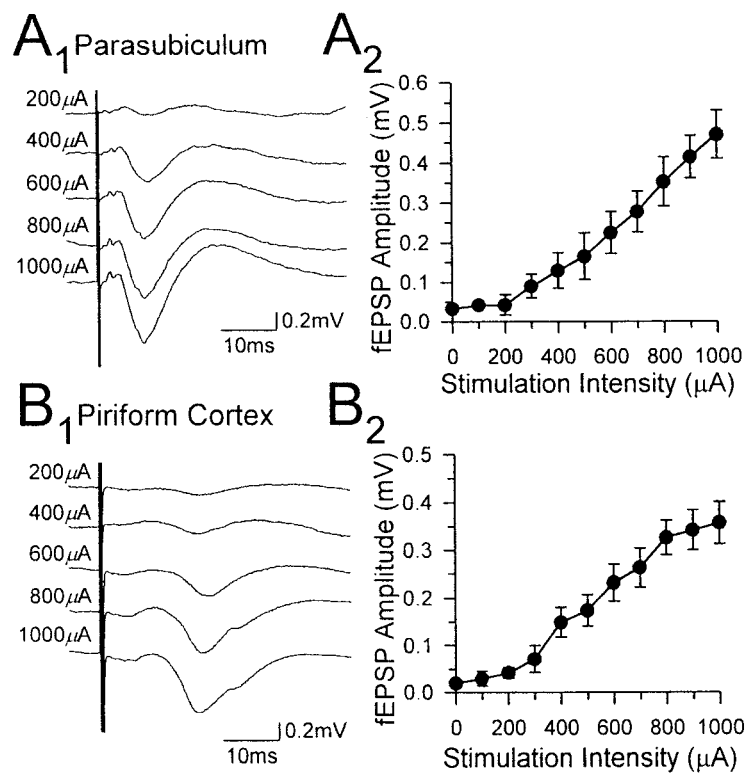 A1 Parasubiculum
200μA
400μA
600μA
800μA
1000μA
0.2mV
10ms
A2
fEPSP Amplitude (mV)
0.6
0.5
0.4
0.3
0.2
0.1
0.0
0 200 400 600 800 1000
Stimulation Intensity (μA)
B1 Piriform Cortex
200μA
400μA
600μA
800μA
1000μA
0.2mV
10ms
B2
fEPSP Amplitude (mV)
0.5
0.4
0.3
0.2
0.1
0.0
0 200 400 600 800 1000
Stimulation Intensity (μA)